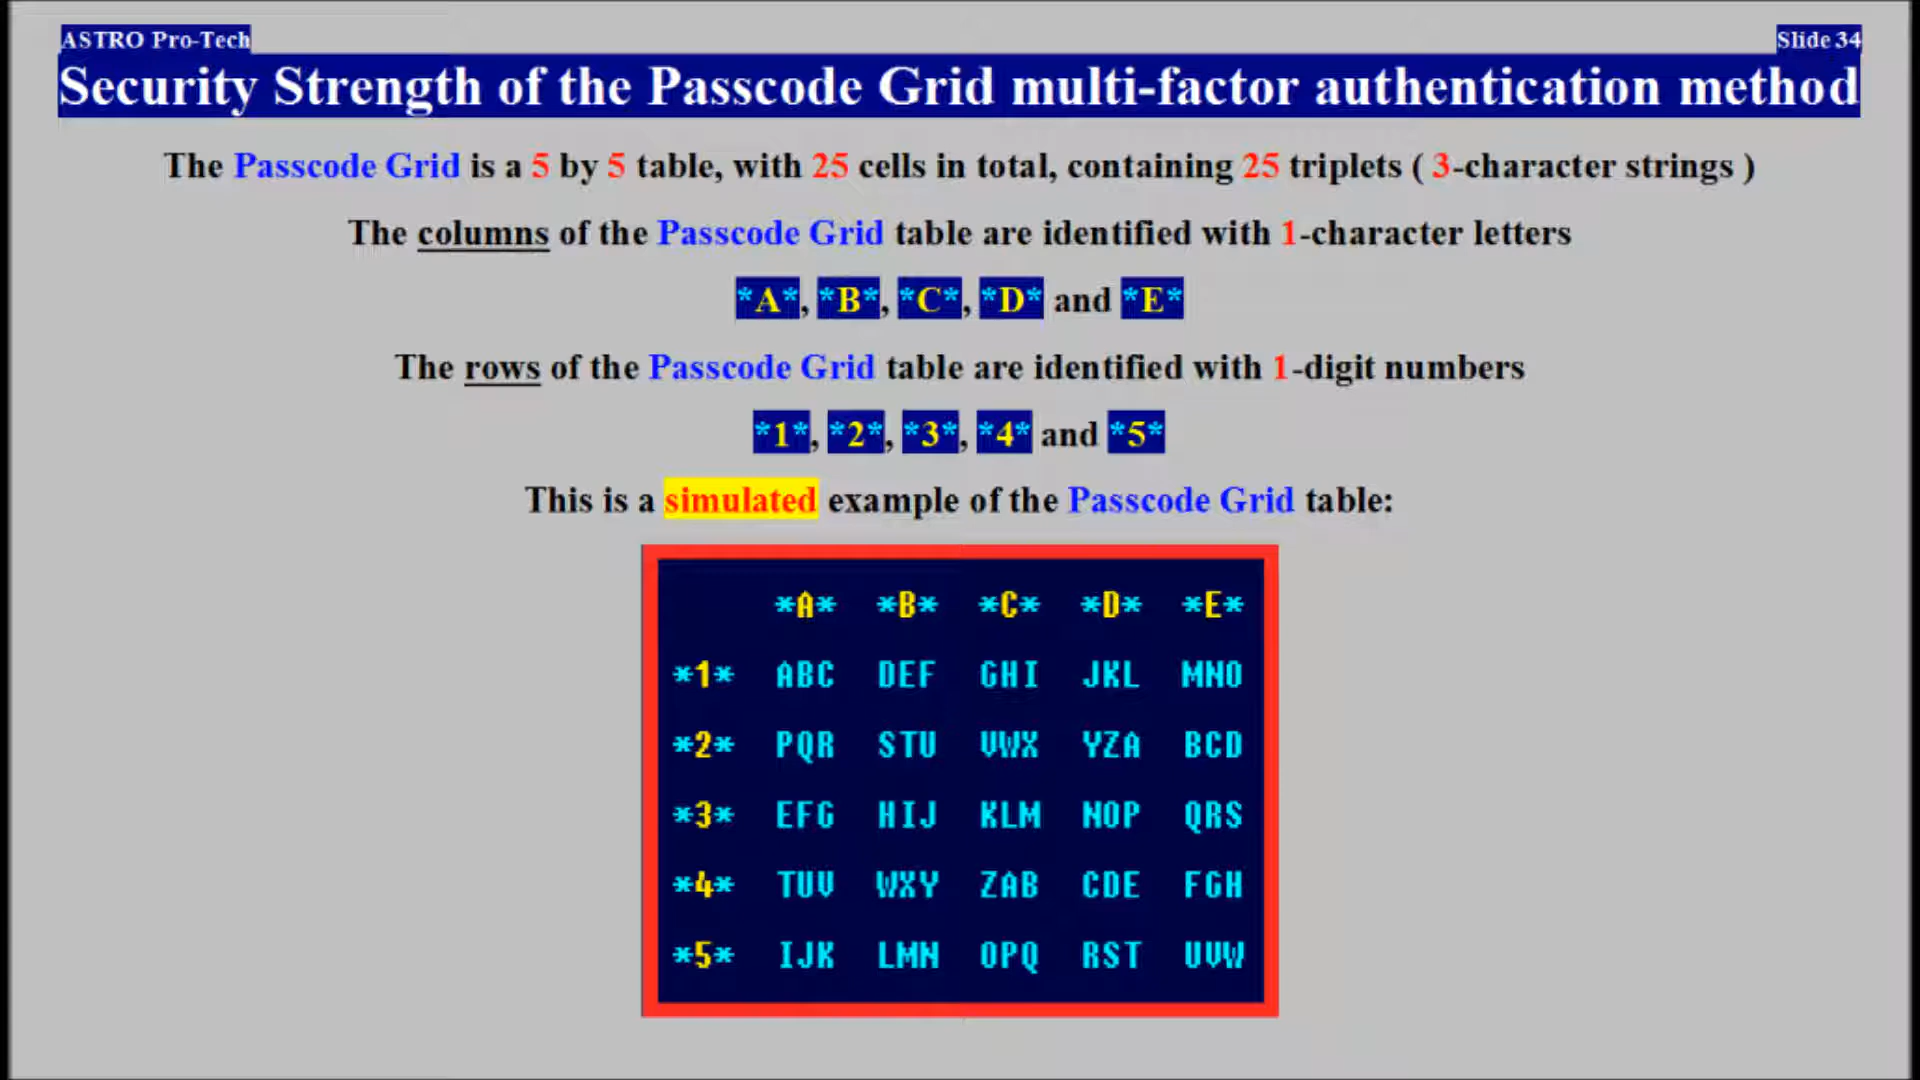 ASTRO Pro-Tech Slide 34
Security Strength of the Passcode Grid multi-factor authentication method
The Passcode Grid is a 5 by 5 table, with 25 cells in total, containing 25 triplets ( 3-character strings )
The columns of the Passcode Grid table are identified with 1-character letters
*A*, *B*, *C*, *D* and *E*
The rows of the Passcode Grid table are identified with 1-digit numbers
*1*, *2*, *3*, *4* and *5*
This is a simulated example of the Passcode Grid table:
*A* *B* *C* *D* *E*
*1* ABC DEF GHI JKL MNO
*2* PQR STU VWX YZA BCD
*3* EFG HIJ KLM NOP QRS
*4* TUV WXY ZAB CDE FGH
*5* IJK LMN OPQ RST UVW